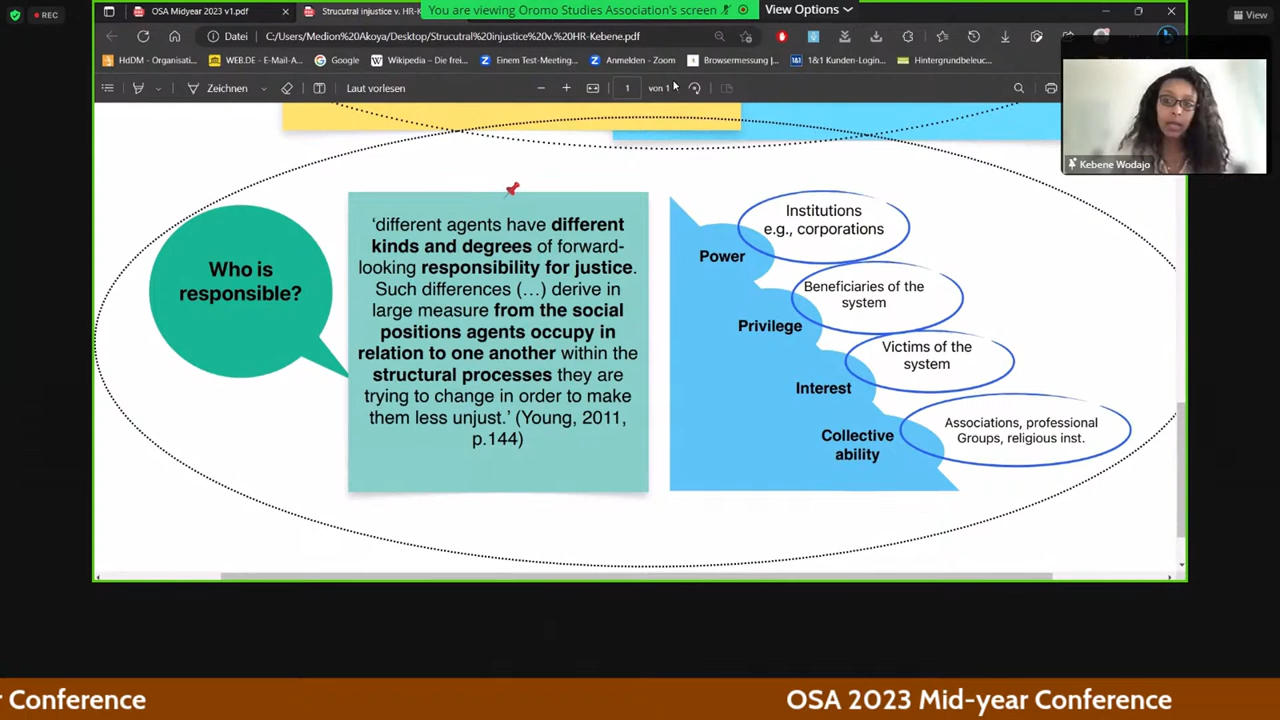 REC
OSA Midyear 2023 v1.pdf
Strucutral injustice v. HR-K
You are viewing Oromo Studies Association's screen
View Options
View
Datei
C:/Users/Medion%20Akoya/Desktop/Strucutral%20injustice%20v.%20HR-Kebene.pdf
HdDM - Organisati...
WEB.DE - E-Mail-A...
Google
Wikipedia – Die frei...
Einem Test-Meeting...
Anmelden - Zoom
Browsermessung |...
1&1 Kunden-Login...
Hintergrundbeleuc...
Zeichnen
Laut vorlesen
1
von 1
Kebene Wodajo
Who is
responsible?
‘different agents have different
kinds and degrees of forward-
looking responsibility for justice.
Such differences (…) derive in
large measure from the social
positions agents occupy in
relation to one another within the
structural processes they are
trying to change in order to make
them less unjust.’ (Young, 2011,
p.144)
Power
Institutions
e.g., corporations
Privilege
Beneficiaries of the
system
Interest
Victims of the
system
Collective
ability
Associations, professional
Groups, religious inst.
r Conference
OSA 2023 Mid-year Conference